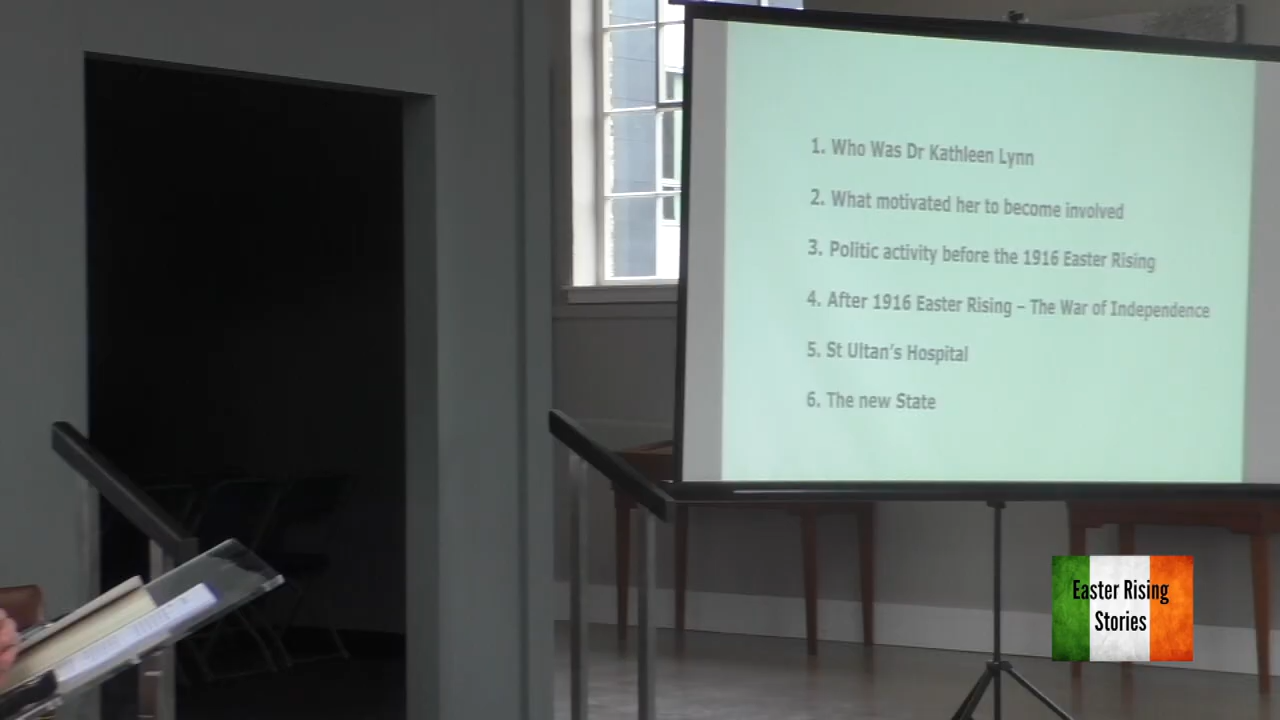 1. Who Was Dr Kathleen Lynn
2. What motivated her to become involved
3. Politic activity before the 1916 Easter Rising
4. After 1916 Easter Rising – The War of Independence
5. St Ultan's Hospital
6. The new State
Easter Rising
Stories